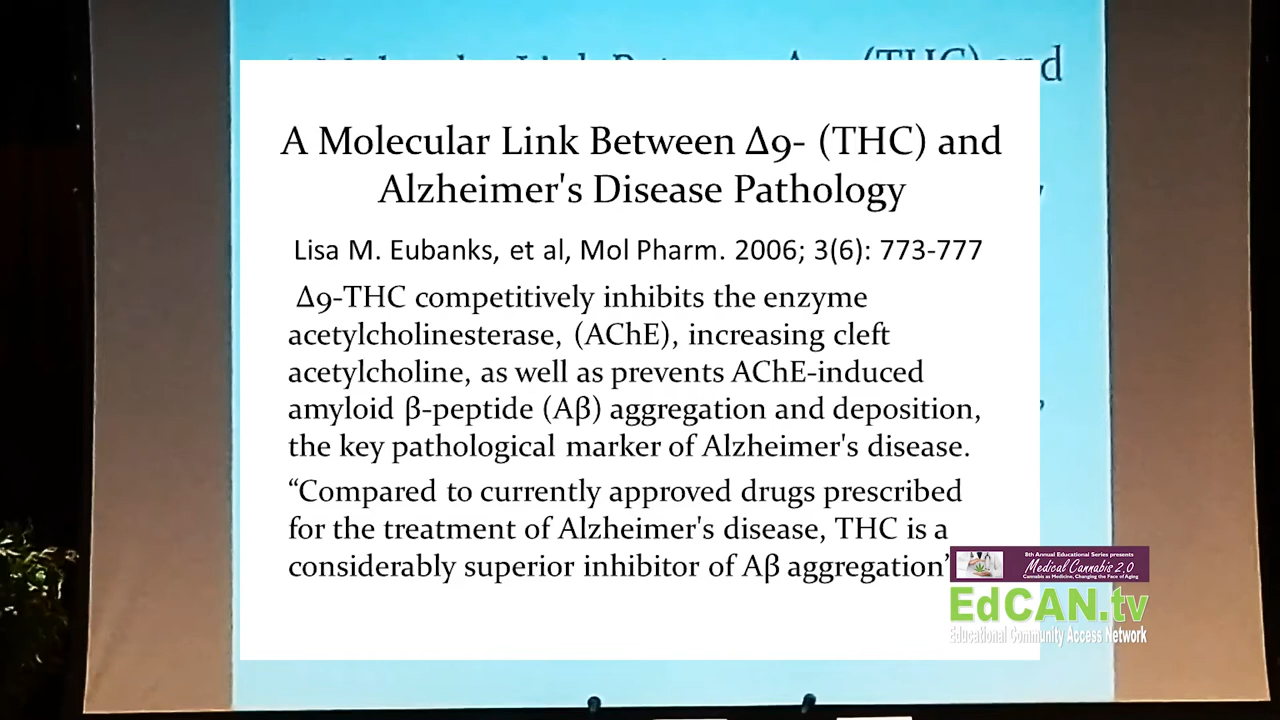 (THC) and
A Molecular Link Between Δ9- (THC) and
Alzheimer's Disease Pathology
Lisa M. Eubanks, et al, Mol Pharm. 2006; 3(6): 773-777
Δ9-THC competitively inhibits the enzyme
acetylcholinesterase, (AChE), increasing cleft
acetylcholine, as well as prevents AChE-induced
amyloid β-peptide (Aβ) aggregation and deposition,
the key pathological marker of Alzheimer's disease.
“Compared to currently approved drugs prescribed
for the treatment of Alzheimer's disease, THC is a
considerably superior inhibitor of Aβ aggregation”
8th Annual Educational Series presents
Medical Cannabis 2.0
Cannabis as Medicine, Changing the Face of Aging
EdCAN.tv
Educational Community Access Network